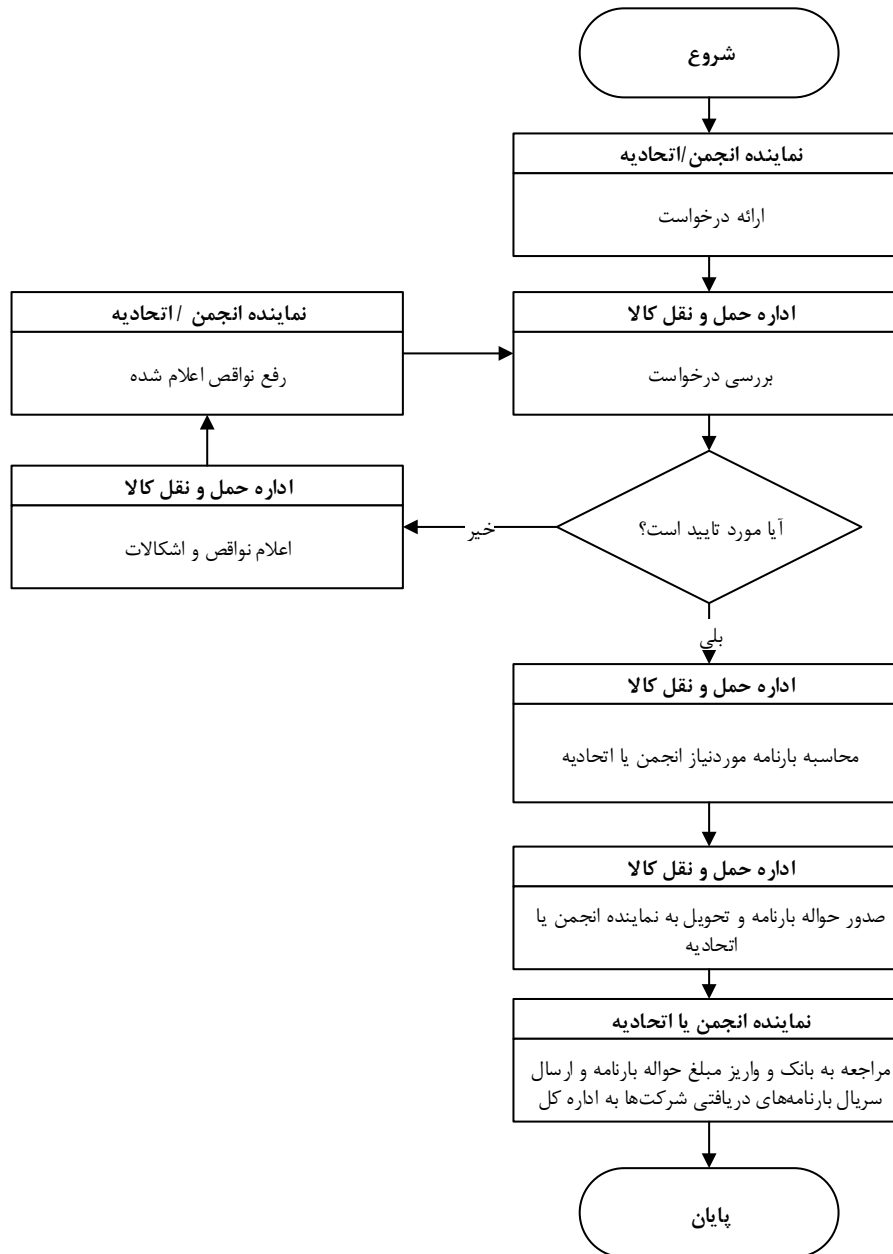 شروع
نماینده انجمن/اتحادیه
ارائه درخواست
اداره حمل و نقل کالا
بررسی درخواست
نماینده انجمن / اتحادیه
رفع نواقص اعلام شده
اداره حمل و نقل کالا
اعلام نواقص و اشکالات
خیر
آیا مورد تایید است؟
بلی
اداره حمل و نقل کالا
محاسبه بارنامه موردنیاز انجمن یا اتحادیه
اداره حمل و نقل کالا
صدور حواله بارنامه و تحویل به نماینده انجمن یا
اتحادیه
نماینده انجمن یا اتحادیه
مراجعه به بانک و واریز مبلغ حواله بارنامه و ارسال
سریال بارنامه‌های دریافتی شرکت‌ها به اداره کل
پایان